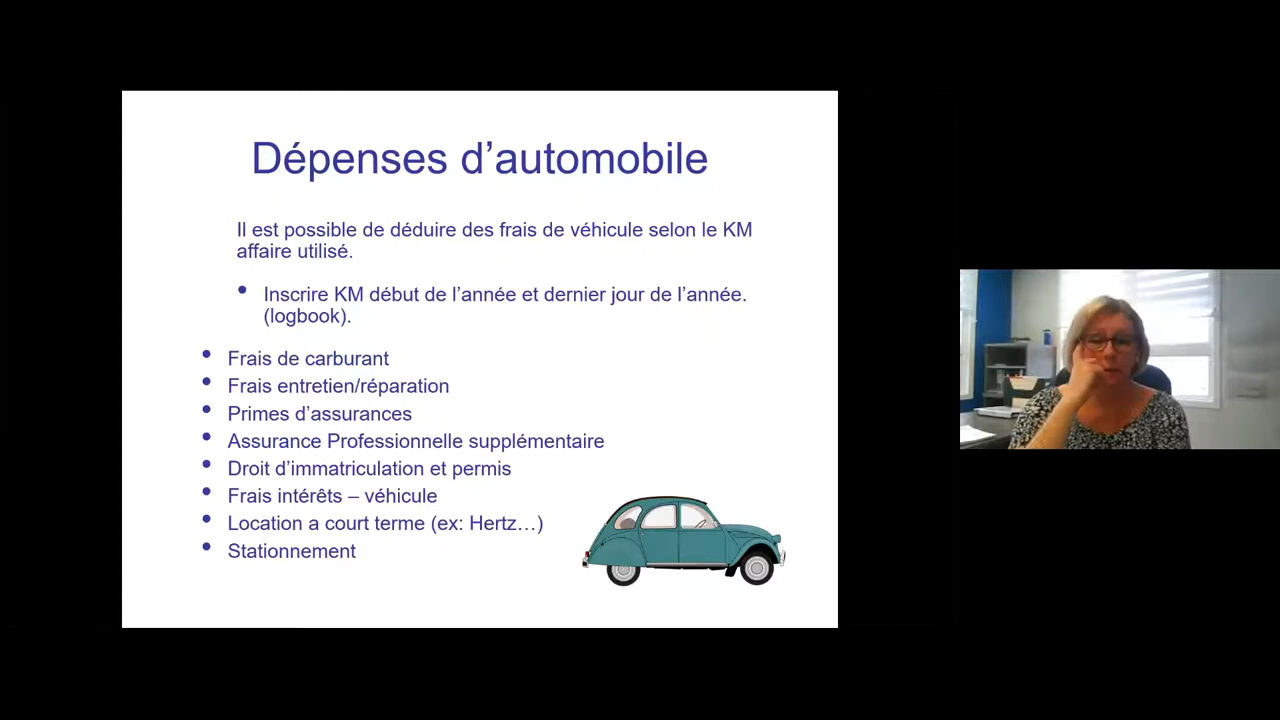 Dépenses d’automobile
Il est possible de déduire des frais de véhicule selon le KM
affaire utilisé.
• Inscrire KM début de l’année et dernier jour de l’année.
(logbook).
• Frais de carburant
• Frais entretien/réparation
• Primes d’assurances
• Assurance Professionnelle supplémentaire
• Droit d’immatriculation et permis
• Frais intérêts – véhicule
• Location a court terme (ex: Hertz…)
• Stationnement